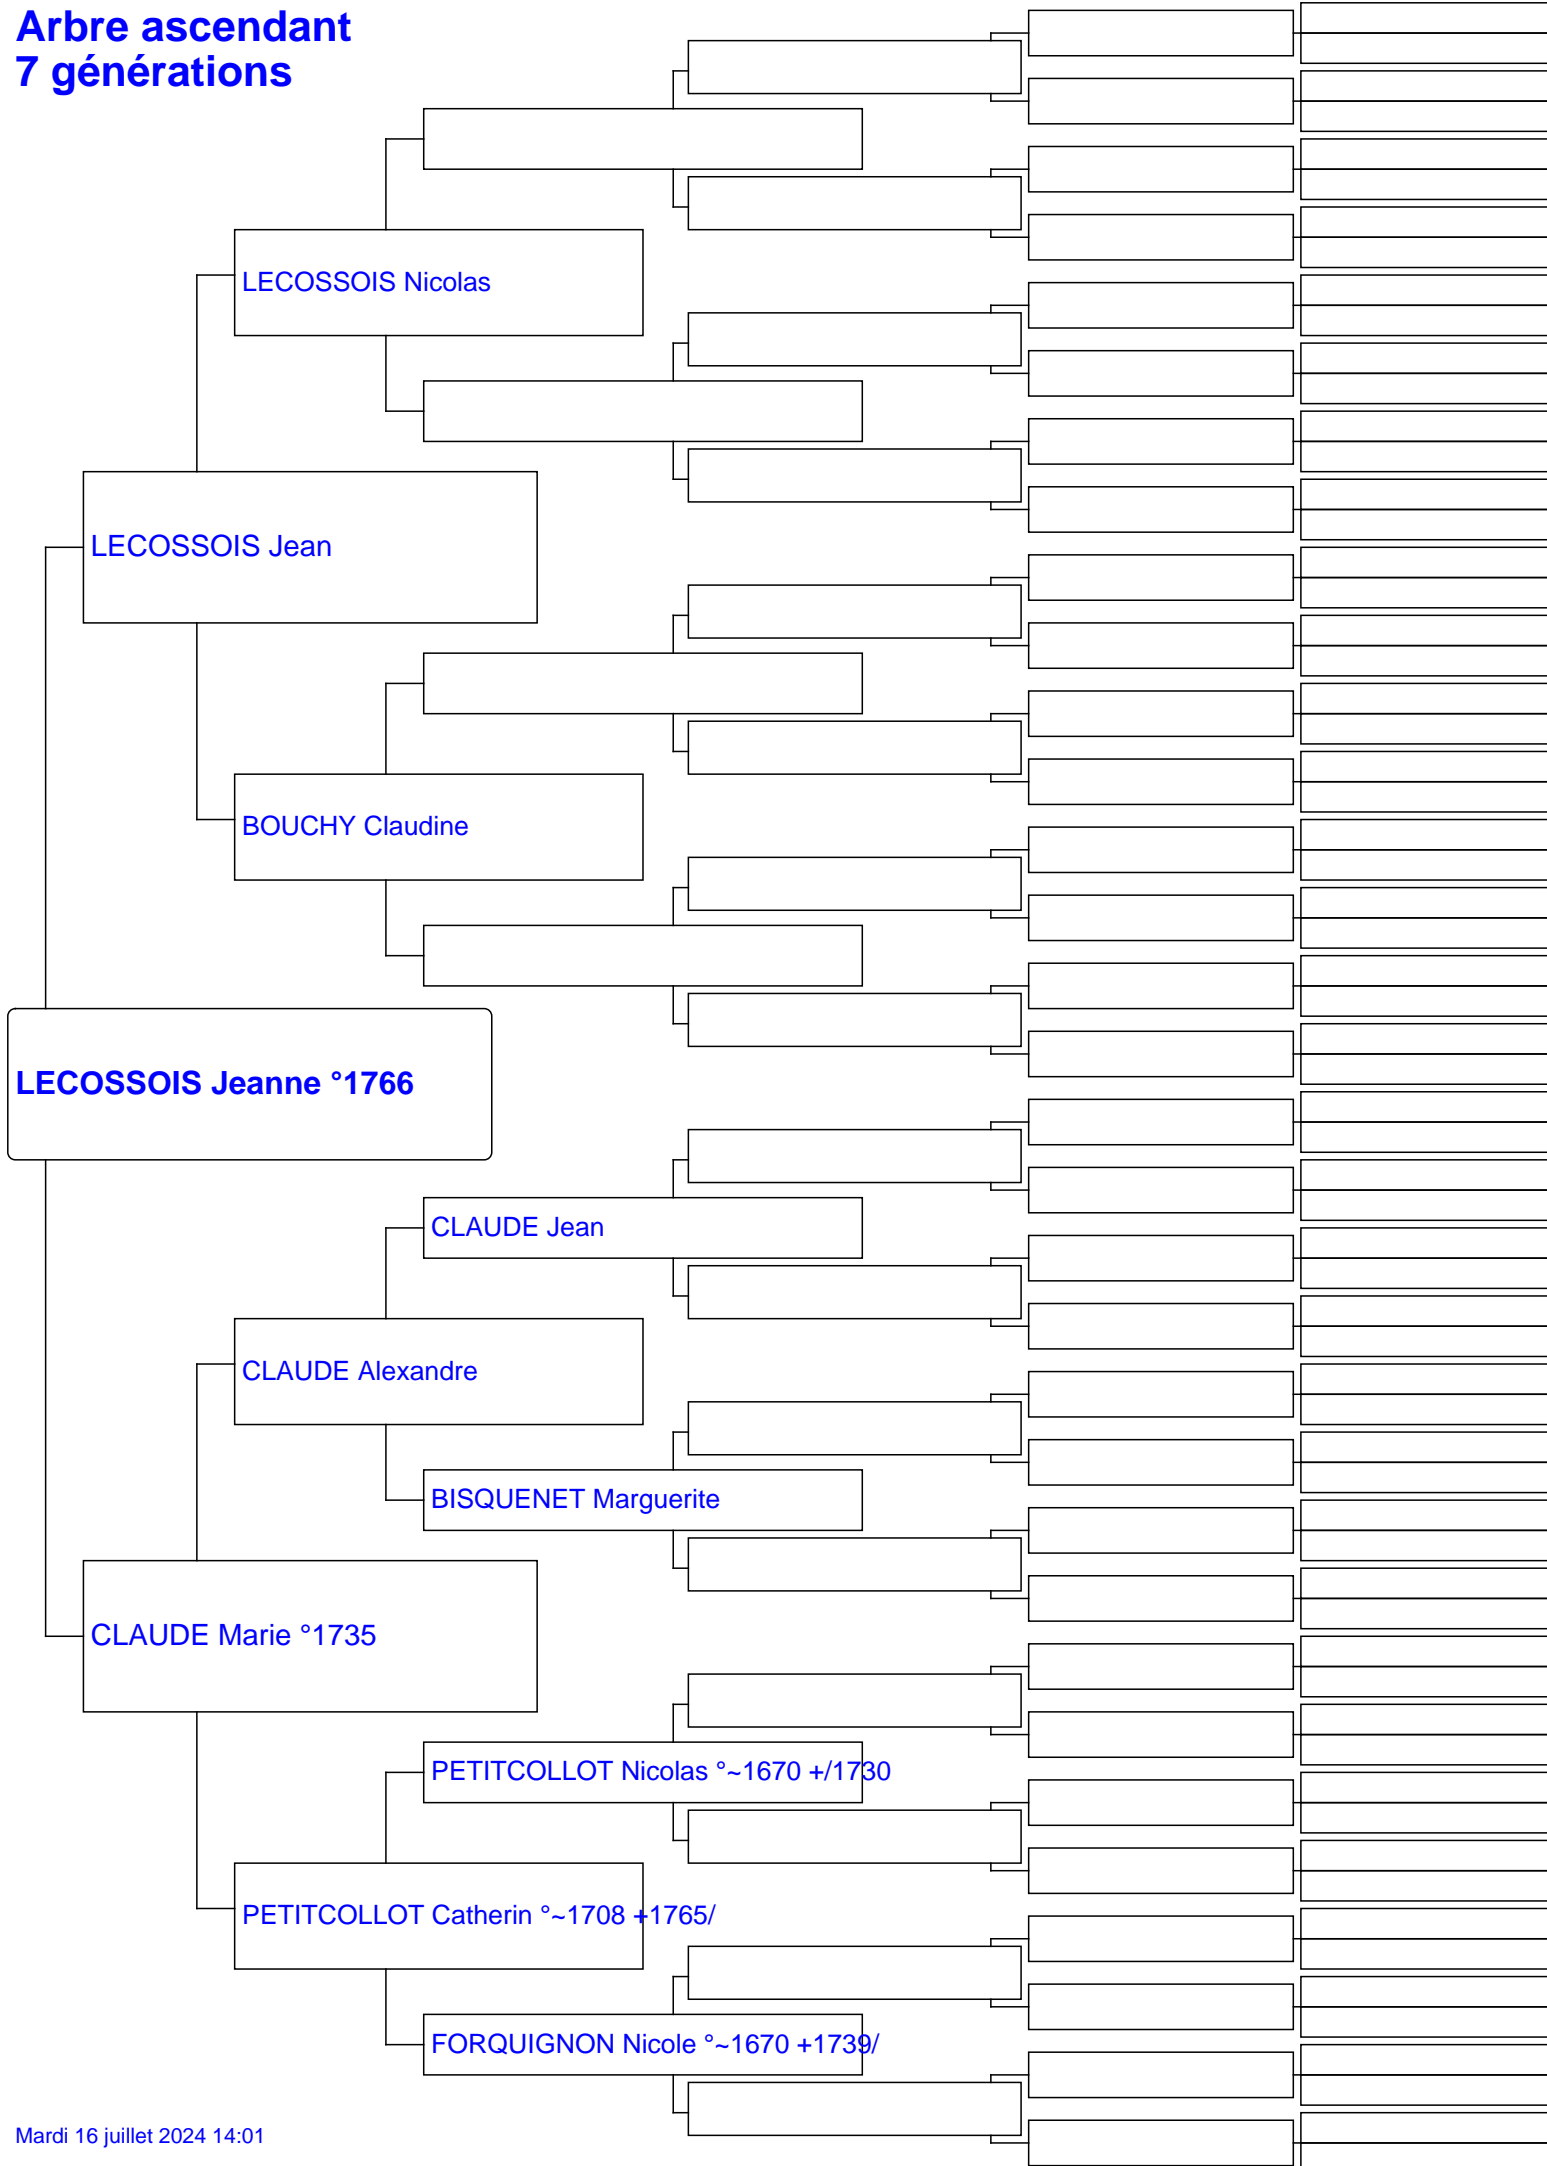 Arbre ascendant
7 générations
LECOSSOIS Nicolas
LECOSSOIS Jean
BOUCHY Claudine
LECOSSOIS Jeanne °1766
CLAUDE Jean
CLAUDE Alexandre
BISQUENET Marguerite
CLAUDE Marie °1735
PETITCOLLOT Nicolas °~1670 +/1730
PETITCOLLOT Catherin °~1708 +1765/
FORQUIGNON Nicole °~1670 +1739/
Mardi 16 juillet 2024 14:01